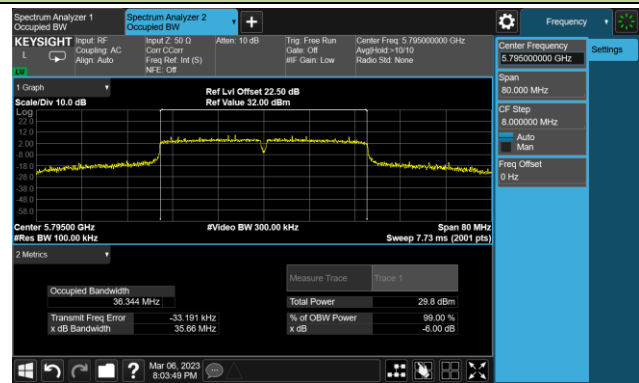 Spectrum Analyzer 1
Occupied BW
Spectrum Analyzer 2
Occupied BW
Frequency
KEYSIGHT
L
Input: RF
Coupling: AC
Align: Auto
Input Z: 50 Ω
Corr CCorr
Freq Ref: Int (S)
NFE: Off
Atten: 10 dB
Trig: Free Run
Gate: Off
#IF Gain: Low
Center Freq: 5.795000000 GHz
Avg|Hold:>10/10
Radio Std: None
Center Frequency
5.795000000 GHz
Settings
Span
80.000 MHz
CF Step
8.000000 MHz
Auto
Man
Freq Offset
0 Hz
1 Graph
Scale/Div 10.0 dB
Ref Lvl Offset 22.50 dB
Ref Value 32.00 dBm
Log
22.0
12.0
2.00
-8.00
-18.0
-28.0
-38.0
-48.0
-58.0
Center 5.79500 GHz
#Res BW 100.00 kHz
#Video BW 300.00 kHz
Span 80 MHz
Sweep 7.73 ms (2001 pts)
2 Metrics
Measure Trace
Trace 1
Occupied Bandwidth
36.344 MHz
Total Power
29.8 dBm
Transmit Freq Error
-33.191 kHz
% of OBW Power
99.00 %
x dB Bandwidth
35.66 MHz
x dB
-6.00 dB
?
Mar 06, 2023
8:03:49 PM